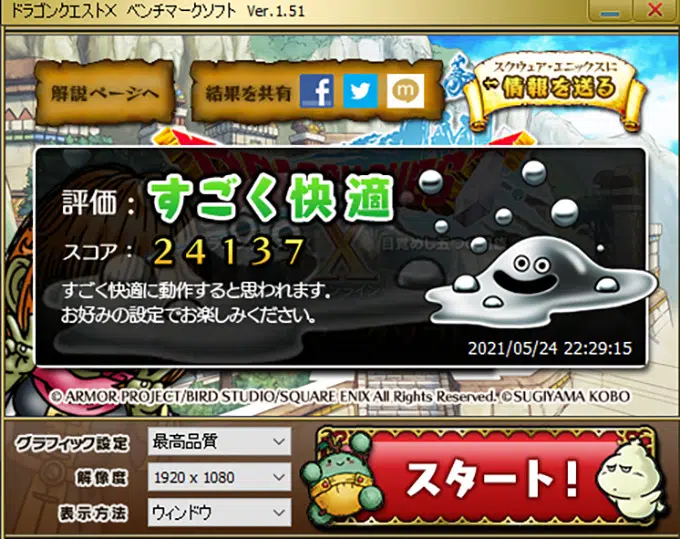 ドラゴンクエストX ベンチマークソフト Ver.1.51
解説ページへ
結果を共有
スクウェア・エニックスに
情報を送る
評価：すごく快適
スコア：24137
すごく快適に動作すると思われます。
お好みの設定でお楽しみください。
2021/05/24 22:29:15
© ARMOR PROJECT/BIRD STUDIO/SQUARE ENIX All Rights Reserved. ©SUGIYAMA KOBO
グラフィック設定 最高品質
解像度 1920 x 1080
表示方法 ウィンドウ
スタート！